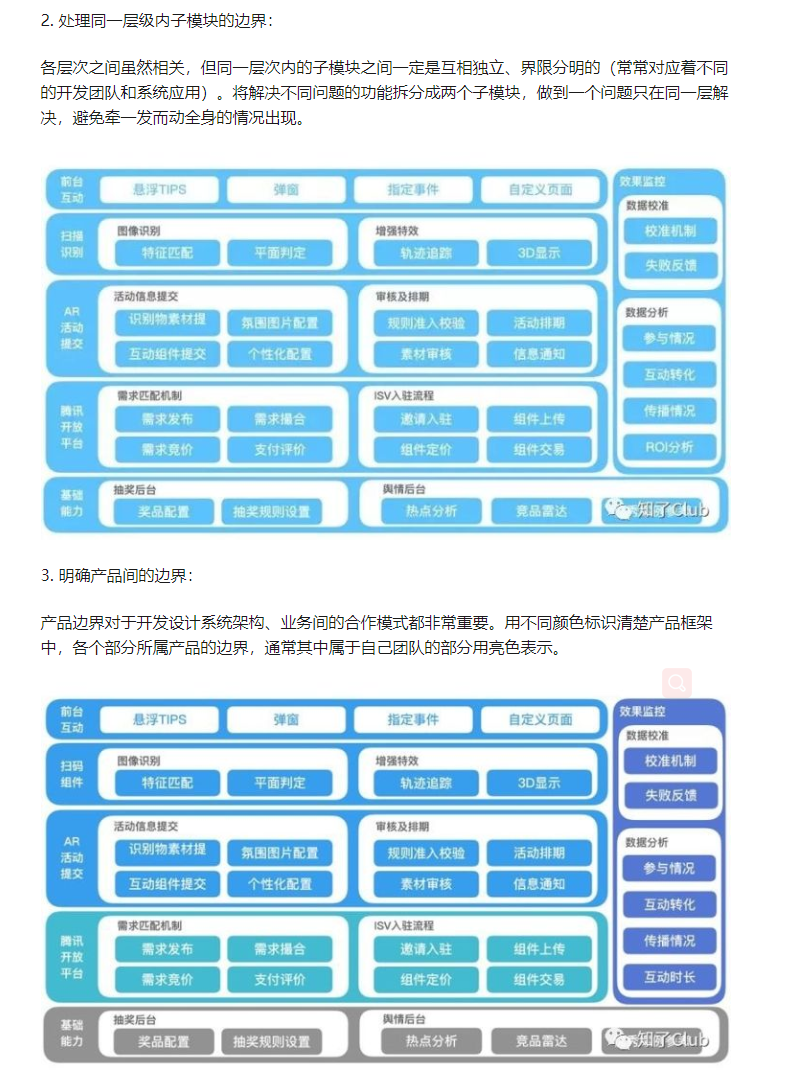 2. 处理同一层级内子模块的边界：
各层次之间虽然相关，但同一层次内的子模块之间一定是互相独立、界限分明的（常常对应着不同
的开发团队和系统应用）。将解决不同问题的功能拆分成两个子模块，做到一个问题只在同一层解
决，避免牵一发而动全身的情况出现。
前台
互动
悬浮TIPS
弹窗
指定事件
自定义页面
扫描
识别
图像识别
特征匹配
平面判定
增强特效
轨迹追踪
3D显示
AR
活动
提交
活动信息提交
识别物素材提
氛围图片配置
互动组件提交
个性化配置
审核及排期
规则准入校验
活动排期
素材审核
信息通知
腾讯
开放
平台
需求匹配机制
需求发布
需求撮合
需求竞价
支付评价
ISV入驻流程
邀请入驻
组件上传
组件定价
组件交易
基础
能力
抽奖后台
奖品配置
抽奖规则设置
舆情后台
热点分析
竞品雷达
效果监控
数据校准
校准机制
失败反馈
数据分析
参与情况
互动转化
传播情况
ROI分析
知了Club
3. 明确产品间的边界：
产品边界对于开发设计系统架构、业务间的合作模式都非常重要。用不同颜色标识清楚产品框架
中，各个部分所属产品的边界，通常其中属于自己团队的部分用亮色表示。
前台
互动
悬浮TIPS
弹窗
指定事件
自定义页面
扫码
组件
图像识别
特征匹配
平面判定
增强特效
轨迹追踪
3D显示
AR
活动
提交
活动信息提交
识别物素材提
氛围图片配置
互动组件提交
个性化配置
审核及排期
规则准入校验
活动排期
素材审核
信息通知
腾讯
开放
平台
需求匹配机制
需求发布
需求撮合
需求竞价
支付评价
ISV入驻流程
邀请入驻
组件上传
组件定价
组件交易
基础
能力
抽奖后台
奖品配置
抽奖规则设置
舆情后台
热点分析
竞品雷达
效果监控
数据校准
校准机制
失败反馈
数据分析
参与情况
互动转化
传播情况
互动时长
知了Club